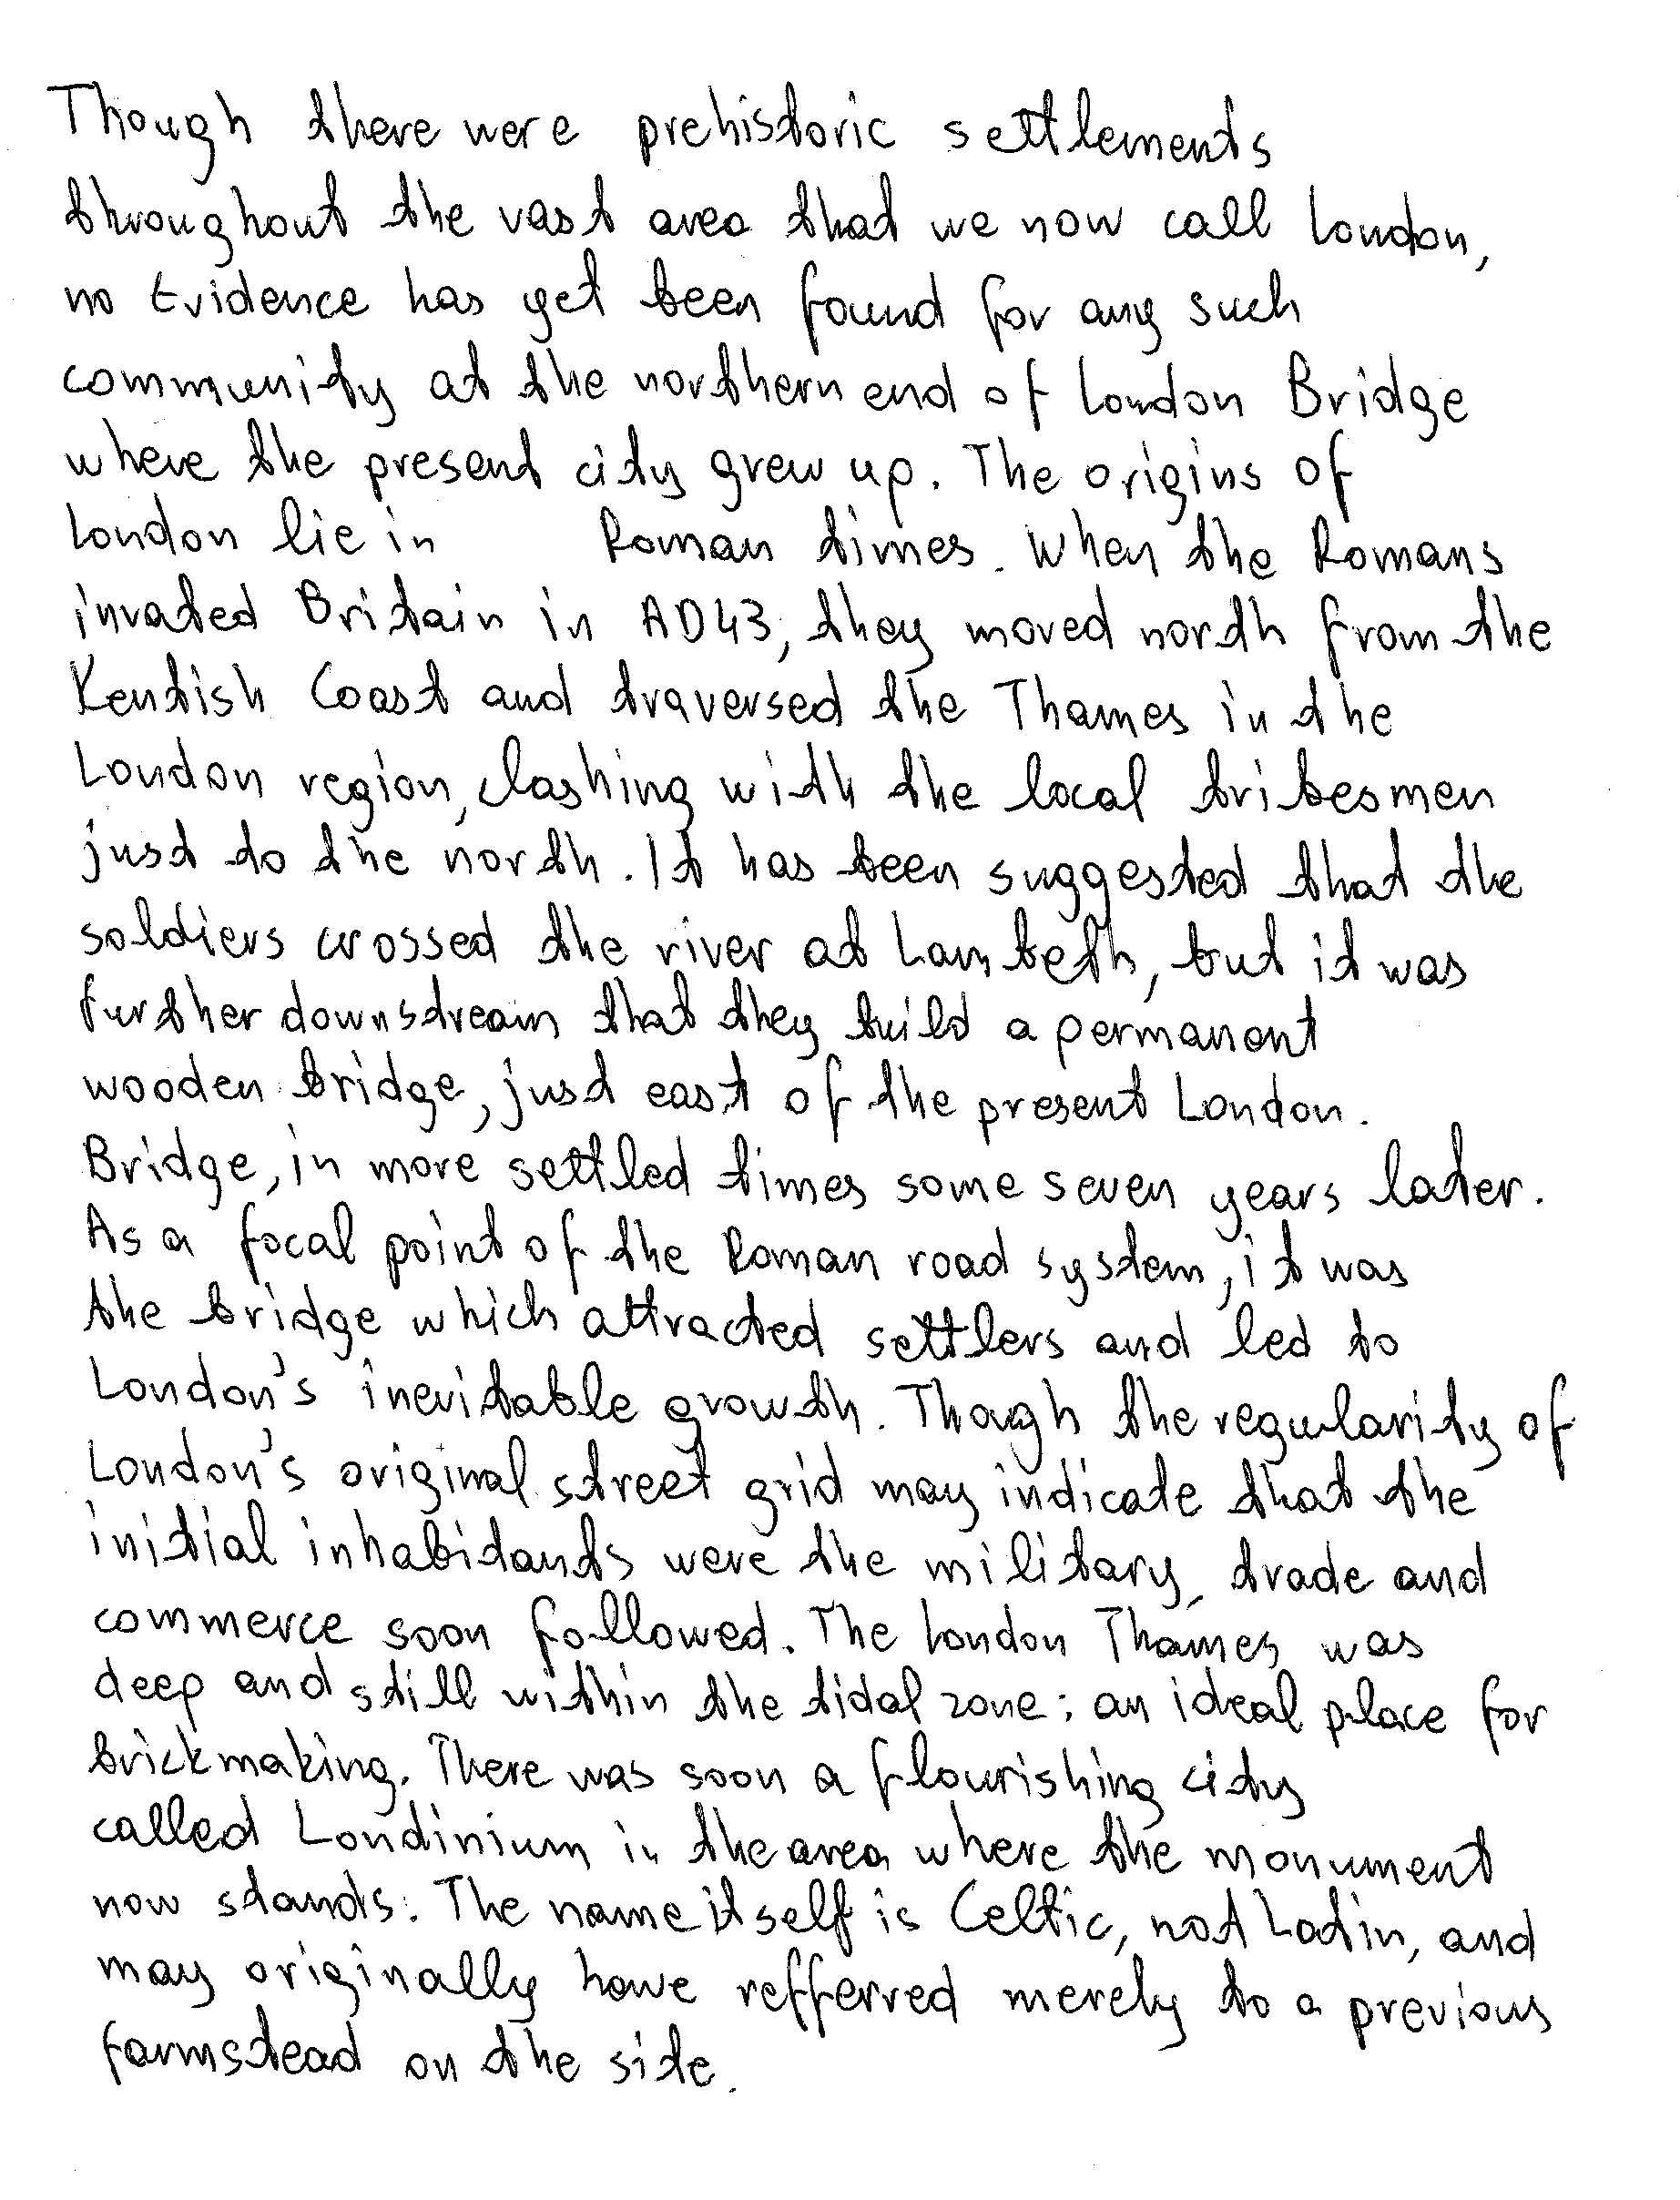 Though there were prehistoric settlements
throughout the vast area that we now call London,
no Evidence has yet been found for any such
community at the northern end of London Bridge
where the present city grew up. The origins of
London lie in Roman times. When the Romans
invated Britain in AD43, they moved north from the
Kentish Coast and traversed the Thames in the
London region, clashing with the local tribesmen
just to the north. It has been suggested that the
soldiers crossed the river at Lambeth, but it was
further downstream that they build a permanent
wooden bridge, just east of the present London.
Bridge, in more settled times some seven years later.
As a focal point of the Roman road system, it was
the bridge which attracted settlers and led to
London's inevitable growth. Though the regularity of
London's original street grid may indicate that the
initial inhabitants were the military, trade and
commerce soon followed. The London Thames was
deep and still within the tidal zone: an ideal place for
brickmaking. There was soon a flourishing city
called Londinium in the area where the monument
now stands. The name itself is Celtic, not Latin, and
may originally have refferred merely to a previous
farmstead on the site.